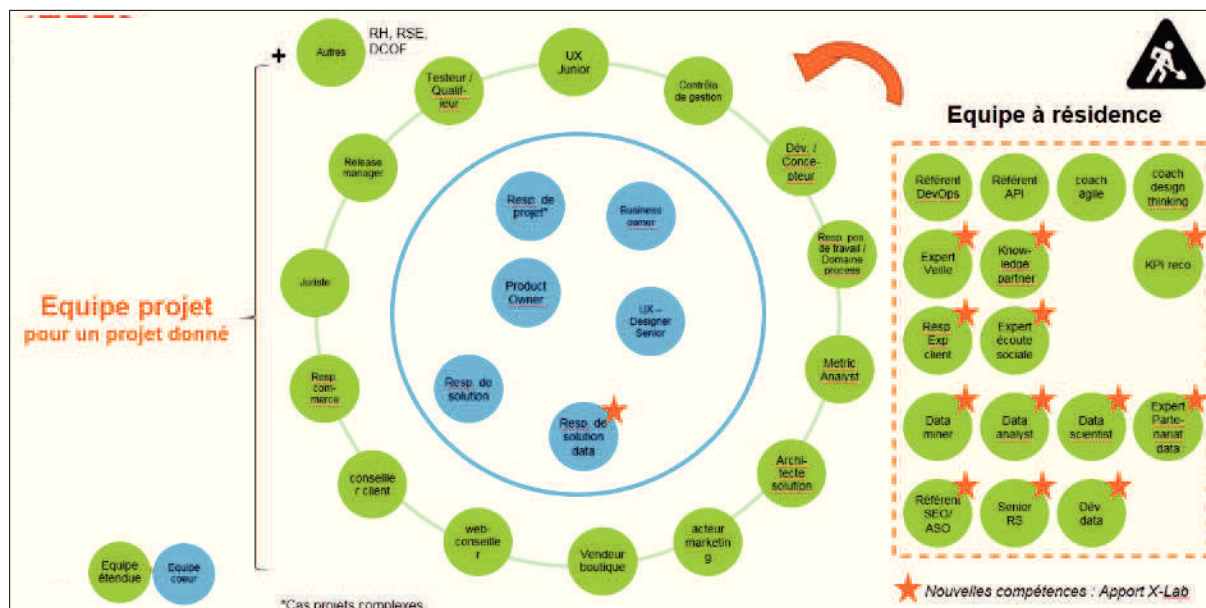 +
Autres
RH, RSE,
DCOF
UX
Junior
Testeur /
Qualif-
ieur
Contrôle
de gestion
Release
manager
Dév. /
Conce-
pteur
Juriste
Resp. pos.
de travail /
Domaine
process
Resp.
com-
merce
Metric
Analyst
conseille
r client
Archi-
tecte
solution
web-
conseille
r
Vendeur
boutique
acteur
marketin
g
Resp. de
projet*
Business
owner
Product
Owner
UX –
Designer
Senior
Resp. de
solution
Resp. de
solution
data
Equipe projet
pour un projet donné
Equipe
étendue
Equipe
coeur
*Cas projets complexes
Equipe à résidence
Référent
DevOps
Référent
API
coach
agile
coach
design
thinking
Expert
Veille
Know-
ledge
partner
KPI reco
Resp
Exp
client
Expert
écoute
sociale
Data
miner
Data
analyst
Data
scientist
Expert
Parte-
nariat
data
Référent
SEO/
ASO
Senior
RS
Dév
data
Nouvelles compétences : Apport X-Lab